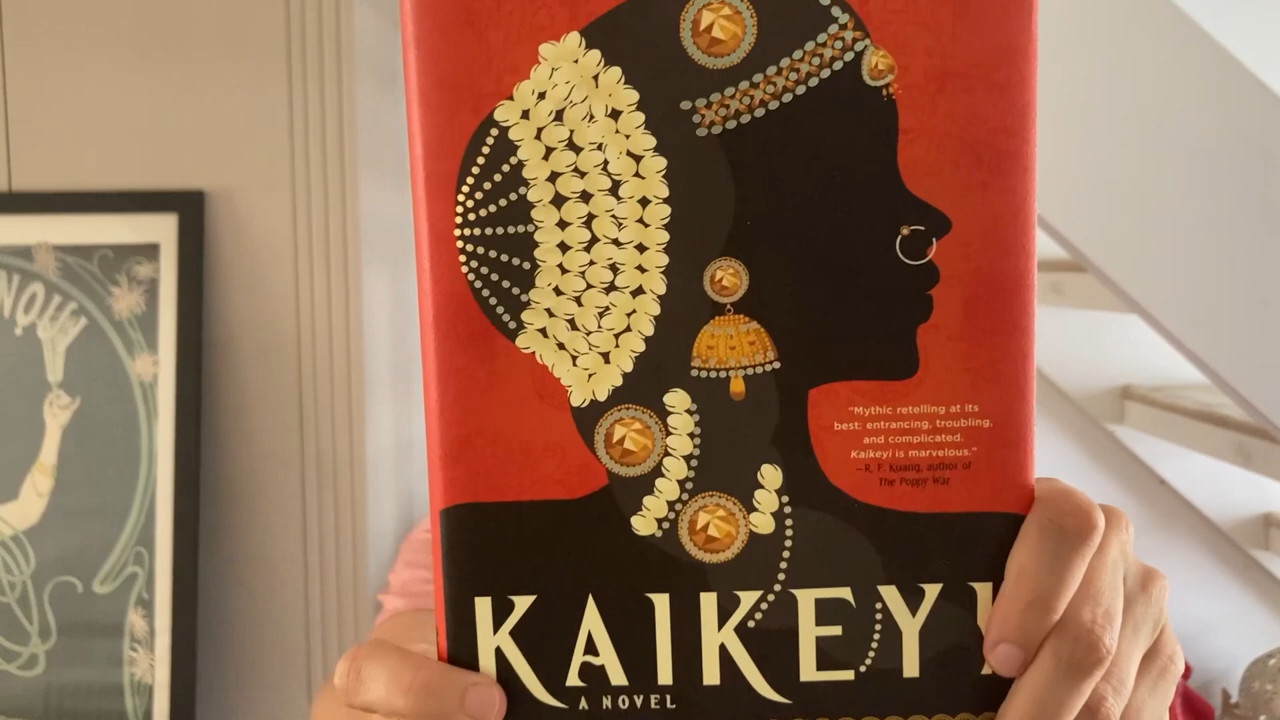 "Mythic retelling at its
best: entrancing, troubling,
and complicated.
Kaikeyi is marvelous."
—R. F. Kuang, author of
The Poppy War
KAIKEYI
A NOVEL